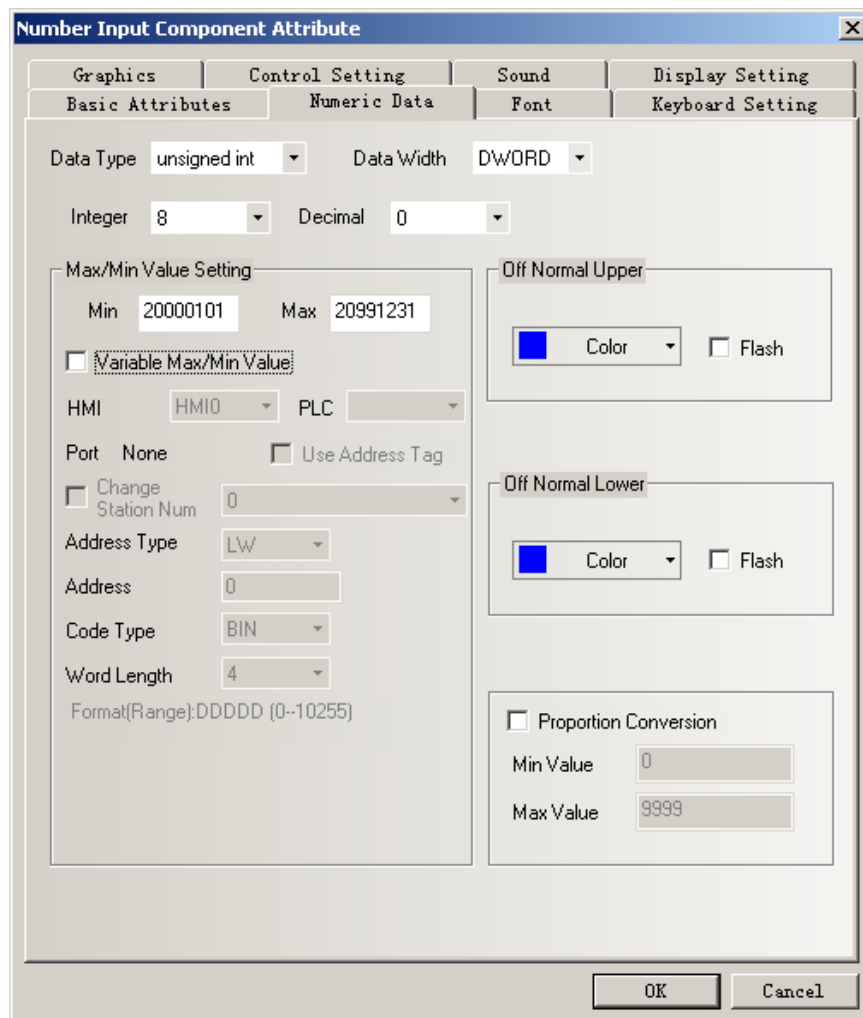 Number Input Component Attribute
Graphics Control Setting Sound Display Setting
Basic Attributes Numeric Data Font Keyboard Setting
Data Type unsigned int Data Width DWORD
Integer 8 Decimal 0
Max/Min Value Setting
Min 20000101 Max 20991231
Variable Max/Min Value
HMI HMI0 PLC
Port None Use Address Tag
Change
Station Num 0
Address Type LW
Address 0
Code Type BIN
Word Length 4
Format(Range):DDDDD (0--10255)
Off Normal Upper
Color Flash
Off Normal Lower
Color Flash
Proportion Conversion
Min Value 0
Max Value 9999
OK Cancel